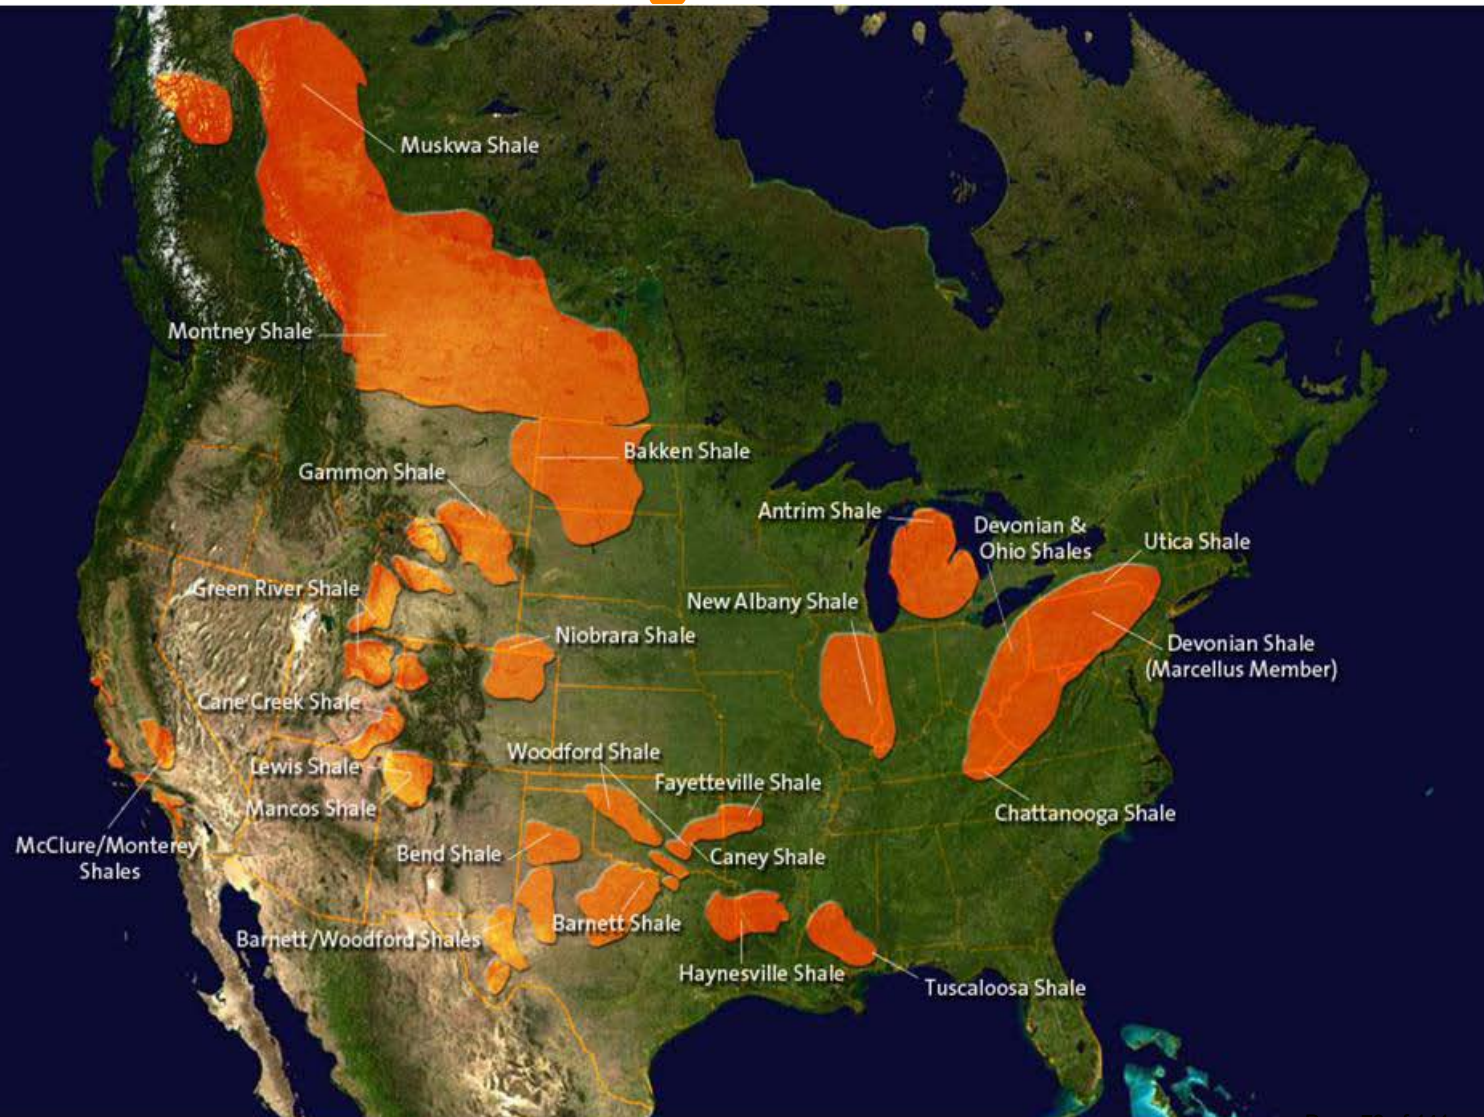 Muskwa Shale
Montney Shale
Bakken Shale
Gammon Shale
Antrim Shale
Devonian &
Ohio Shales
Utica Shale
Green River Shale
New Albany Shale
Niobrara Shale
Devonian Shale
(Marcellus Member)
Cane Creek Shale
Woodford Shale
Lewis Shale
Fayetteville Shale
Mancos Shale
Chattanooga Shale
McClure/Monterey
Shales
Bend Shale
Caney Shale
Barnett Shale
Barnett/Woodford Shales
Haynesville Shale
Tuscaloosa Shale